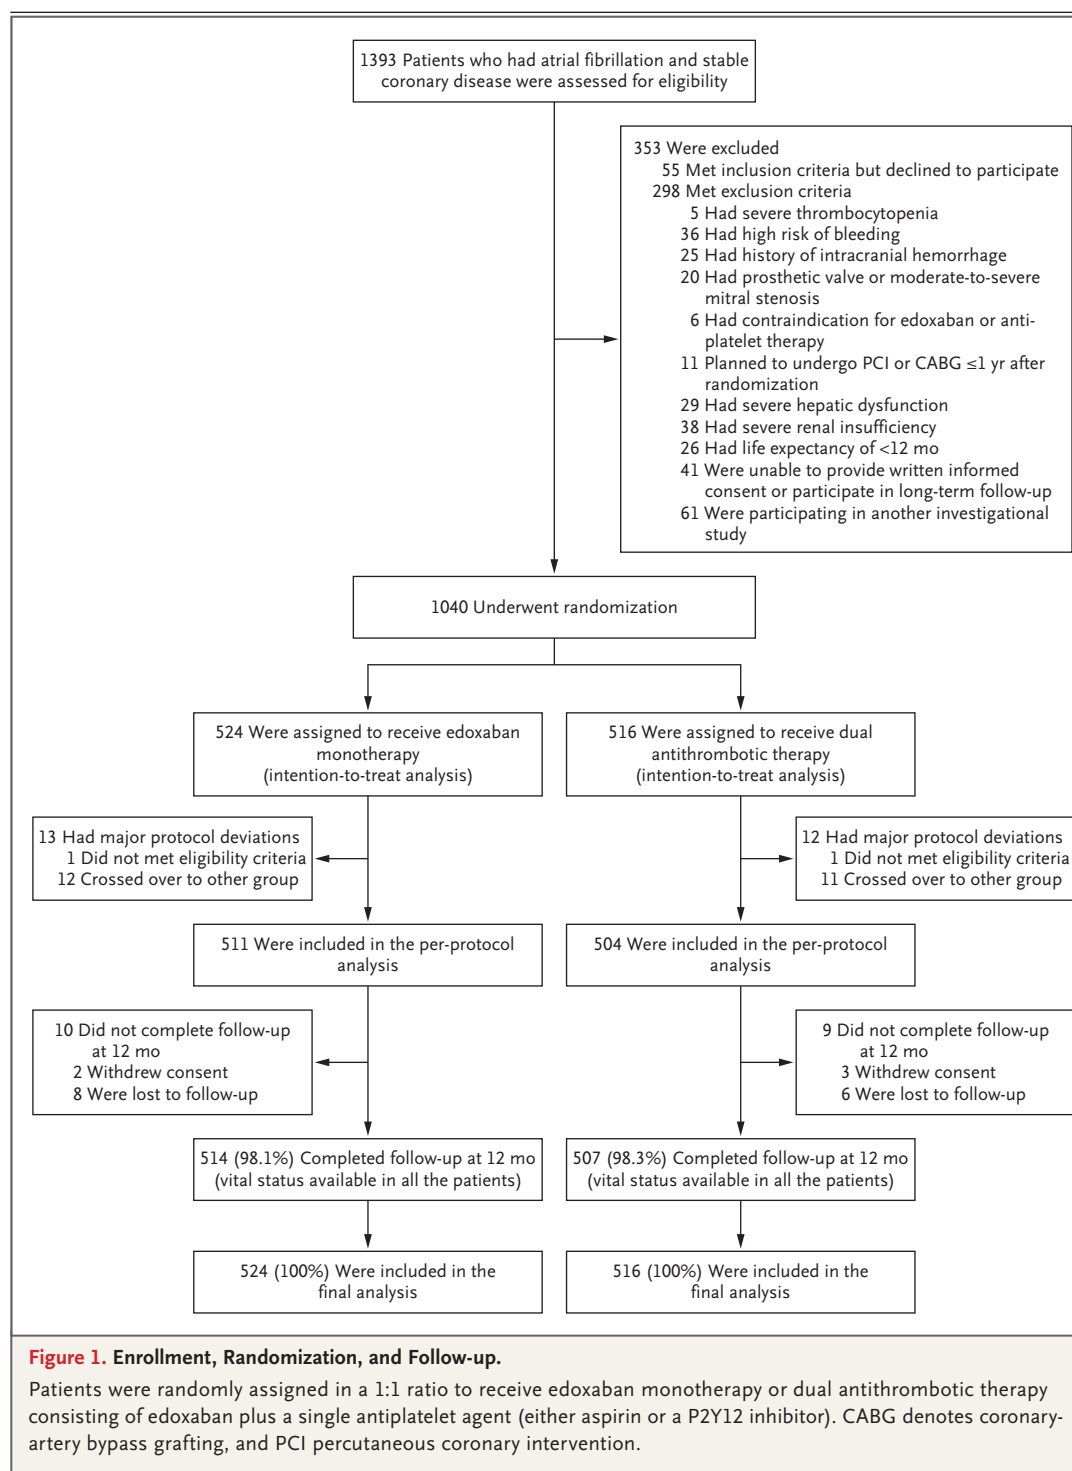 1393 Patients who had atrial fibrillation and stable
coronary disease were assessed for eligibility
353 Were excluded
55 Met inclusion criteria but declined to participate
298 Met exclusion criteria
5 Had severe thrombocytopenia
36 Had high risk of bleeding
25 Had history of intracranial hemorrhage
20 Had prosthetic valve or moderate-to-severe
mitral stenosis
6 Had contraindication for edoxaban or anti-
platelet therapy
11 Planned to undergo PCI or CABG ≤1 yr after
randomization
29 Had severe hepatic dysfunction
38 Had severe renal insufficiency
26 Had life expectancy of <12 mo
41 Were unable to provide written informed
consent or participate in long-term follow-up
61 Were participating in another investigational
study
1040 Underwent randomization
524 Were assigned to receive edoxaban
monotherapy
(intention-to-treat analysis)
516 Were assigned to receive dual
antithrombotic therapy
(intention-to-treat analysis)
13 Had major protocol deviations
1 Did not met eligibility criteria
12 Crossed over to other group
12 Had major protocol deviations
1 Did not met eligibility criteria
11 Crossed over to other group
511 Were included in the per-protocol
analysis
504 Were included in the per-protocol
analysis
10 Did not complete follow-up
at 12 mo
2 Withdrew consent
8 Were lost to follow-up
9 Did not complete follow-up
at 12 mo
3 Withdrew consent
6 Were lost to follow-up
514 (98.1%) Completed follow-up at 12 mo
(vital status available in all the patients)
507 (98.3%) Completed follow-up at 12 mo
(vital status available in all the patients)
524 (100%) Were included in the
final analysis
516 (100%) Were included in the
final analysis
Figure 1. Enrollment, Randomization, and Follow-up.
Patients were randomly assigned in a 1:1 ratio to receive edoxaban monotherapy or dual antithrombotic therapy
consisting of edoxaban plus a single antiplatelet agent (either aspirin or a P2Y12 inhibitor). CABG denotes coronary-
artery bypass grafting, and PCI percutaneous coronary intervention.